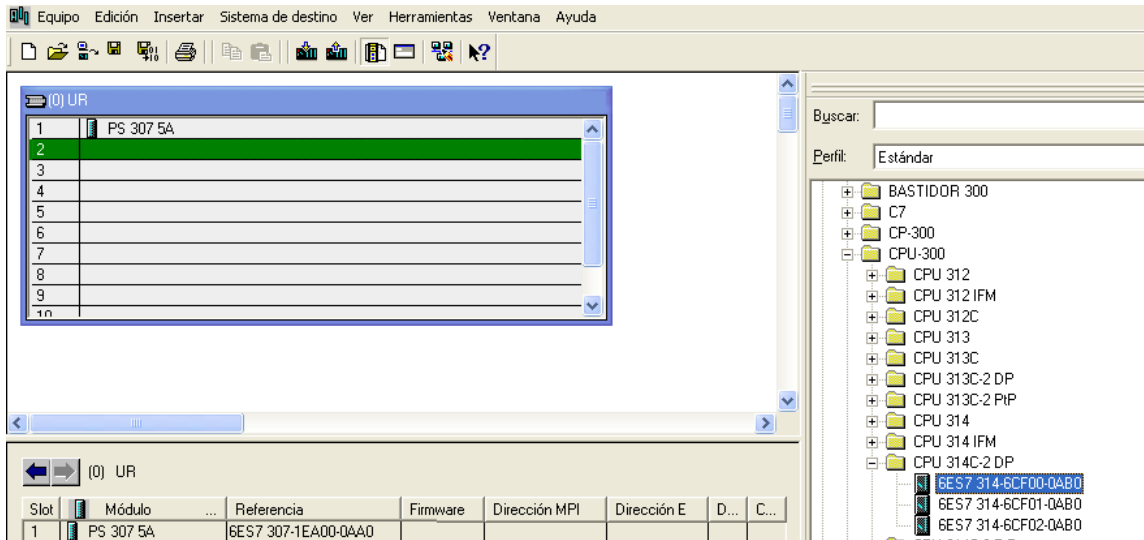 Equipo Edición Insertar Sistema de destino Ver Herramientas Ventana Ayuda
(0) UR
1 PS 307 5A
2
3
4
5
6
7
8
9
10
Buscar:
Perfil: Estándar
BASTIDOR 300
C7
CP-300
CPU-300
CPU 312
CPU 312 IFM
CPU 312C
CPU 313
CPU 313C
CPU 313C-2 DP
CPU 313C-2 PtP
CPU 314
CPU 314 IFM
CPU 314C-2 DP
6ES7 314-6CF00-0AB0
6ES7 314-6CF01-0AB0
6ES7 314-6CF02-0AB0
(0) UR
Slot Módulo ... Referencia Firmware Dirección MPI Dirección E D... C...
1 PS 307 5A 6ES7 307-1EA00-0AA0